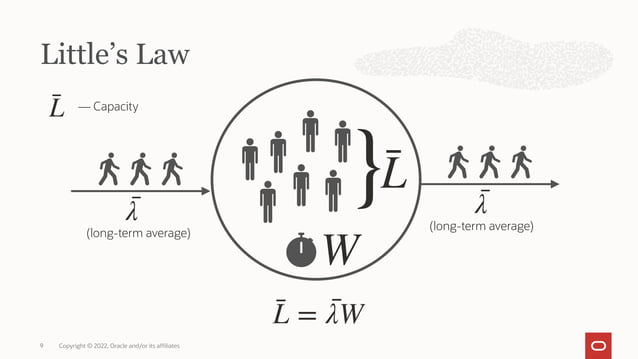 Little’s Law
L̄ — Capacity
} L̄
λ̄
(long-term average)
λ̄
(long-term average)
W
L̄ = λ̄W
9 Copyright © 2022, Oracle and/or its affiliates